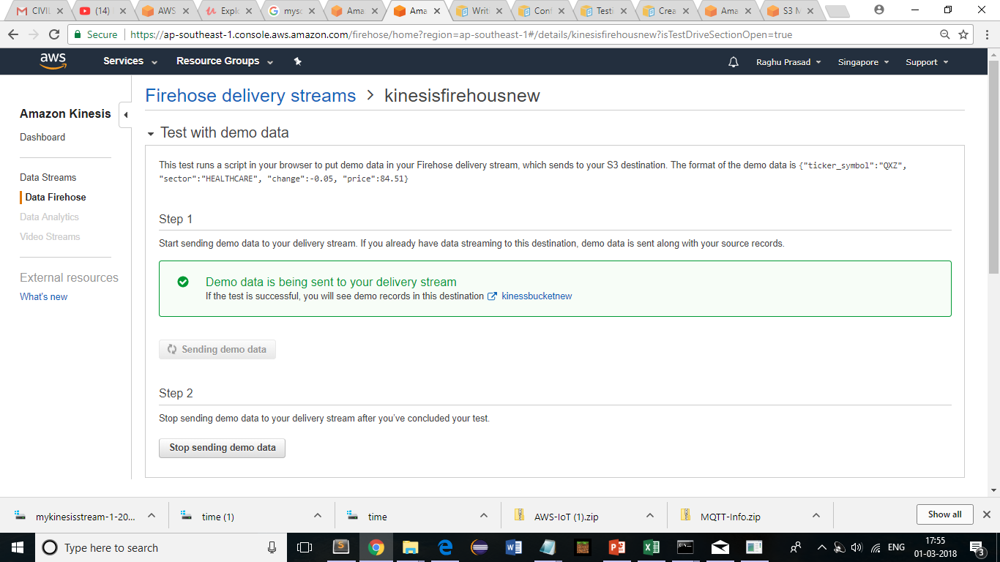 CIVIL
(14)
AWS
Explo
myso
Ama
Ama
Writi
Conf
Testi
Crea
Ama
S3 M
Secure
https://ap-southeast-1.console.aws.amazon.com/firehose/home?region=ap-southeast-1#/details/kinesisfirehousnew?isTestDriveSectionOpen=true
aws
Services
Resource Groups
Raghu Prasad
Singapore
Support
Amazon Kinesis
Dashboard
Data Streams
Data Firehose
Data Analytics
Video Streams
External resources
What's new
Firehose delivery streams > kinesisfirehousnew
Test with demo data
This test runs a script in your browser to put demo data in your Firehose delivery stream, which sends to your S3 destination. The format of the demo data is {"ticker_symbol":"QXZ",
"sector":"HEALTHCARE", "change":-0.05, "price":84.51}
Step 1
Start sending demo data to your delivery stream. If you already have data streaming to this destination, demo data is sent along with your source records.
Demo data is being sent to your delivery stream
If the test is successful, you will see demo records in this destination kinessbucketnew
Sending demo data
Step 2
Stop sending demo data to your delivery stream after you've concluded your test.
Stop sending demo data
mykinesisstream-1-20...
time (1)
time
AWS-IoT (1).zip
MQTT-Info.zip
Show all
Type here to search
ENG
17:55
01-03-2018
3